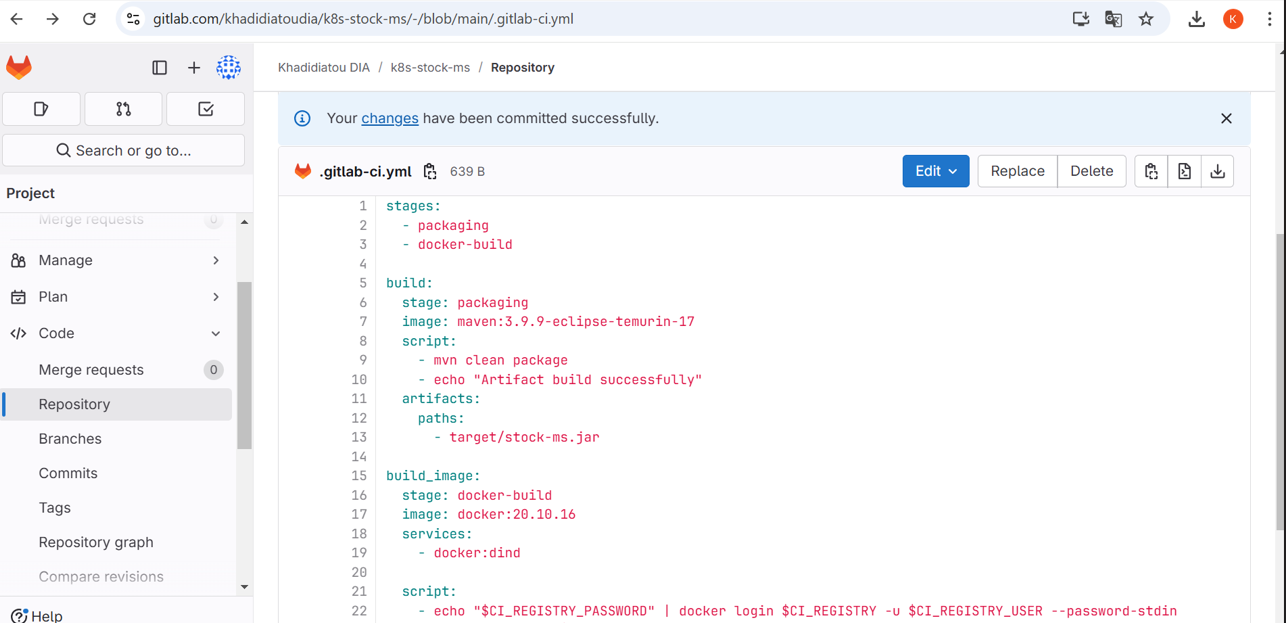 gitlab.com/khadidiatoudia/k8s-stock-ms/-/blob/main/.gitlab-ci.yml
K
Search or go to...
Project
Merge requests 0
Manage
Plan
Code
Merge requests 0
Repository
Branches
Commits
Tags
Repository graph
Compare revisions
Help
Khadidiatou DIA / k8s-stock-ms / Repository
Your changes have been committed successfully.
.gitlab-ci.yml 639 B
Edit Replace Delete
1 stages:
2   - packaging
3   - docker-build
4
5 build:
6   stage: packaging
7   image: maven:3.9.9-eclipse-temurin-17
8   script:
9     - mvn clean package
10     - echo "Artifact build successfully"
11   artifacts:
12     paths:
13       - target/stock-ms.jar
14
15 build_image:
16   stage: docker-build
17   image: docker:20.10.16
18   services:
19     - docker:dind
20
21   script:
22     - echo "$CI_REGISTRY_PASSWORD" | docker login $CI_REGISTRY -u $CI_REGISTRY_USER --password-stdin